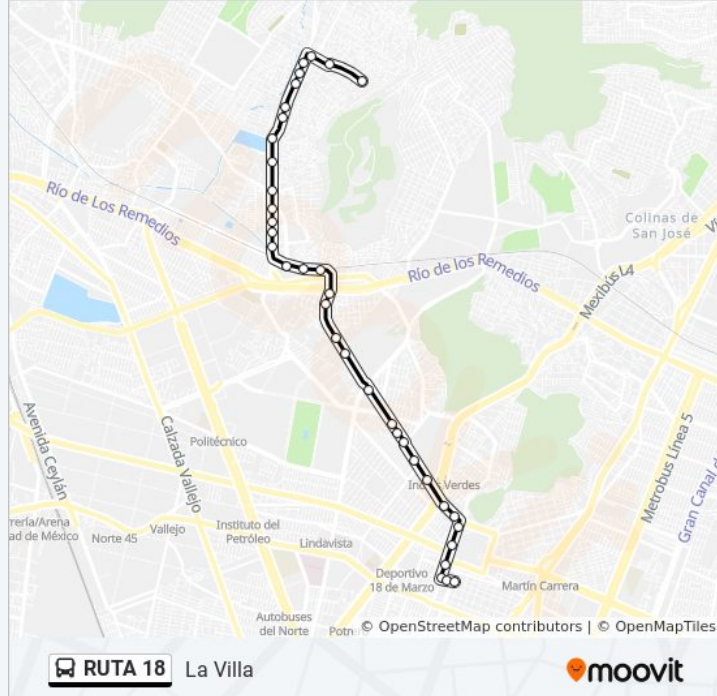 Río de Los Remedios
Colinas de
San José
Río de los Remedios
Mexibús L4
Avenida Ceylán
Politécnico
Calzada Vallejo
Metrobus Línea 5
Indios Verdes
Instituto del
Petróleo
Vallejo
Norte 45
Lindavista
Deportivo
18 de Marzo
Martín Carrera
Autobuses
del Norte
© OpenStreetMap contributors | © OpenMapTiles
RUTA 18 La Villa
moovit